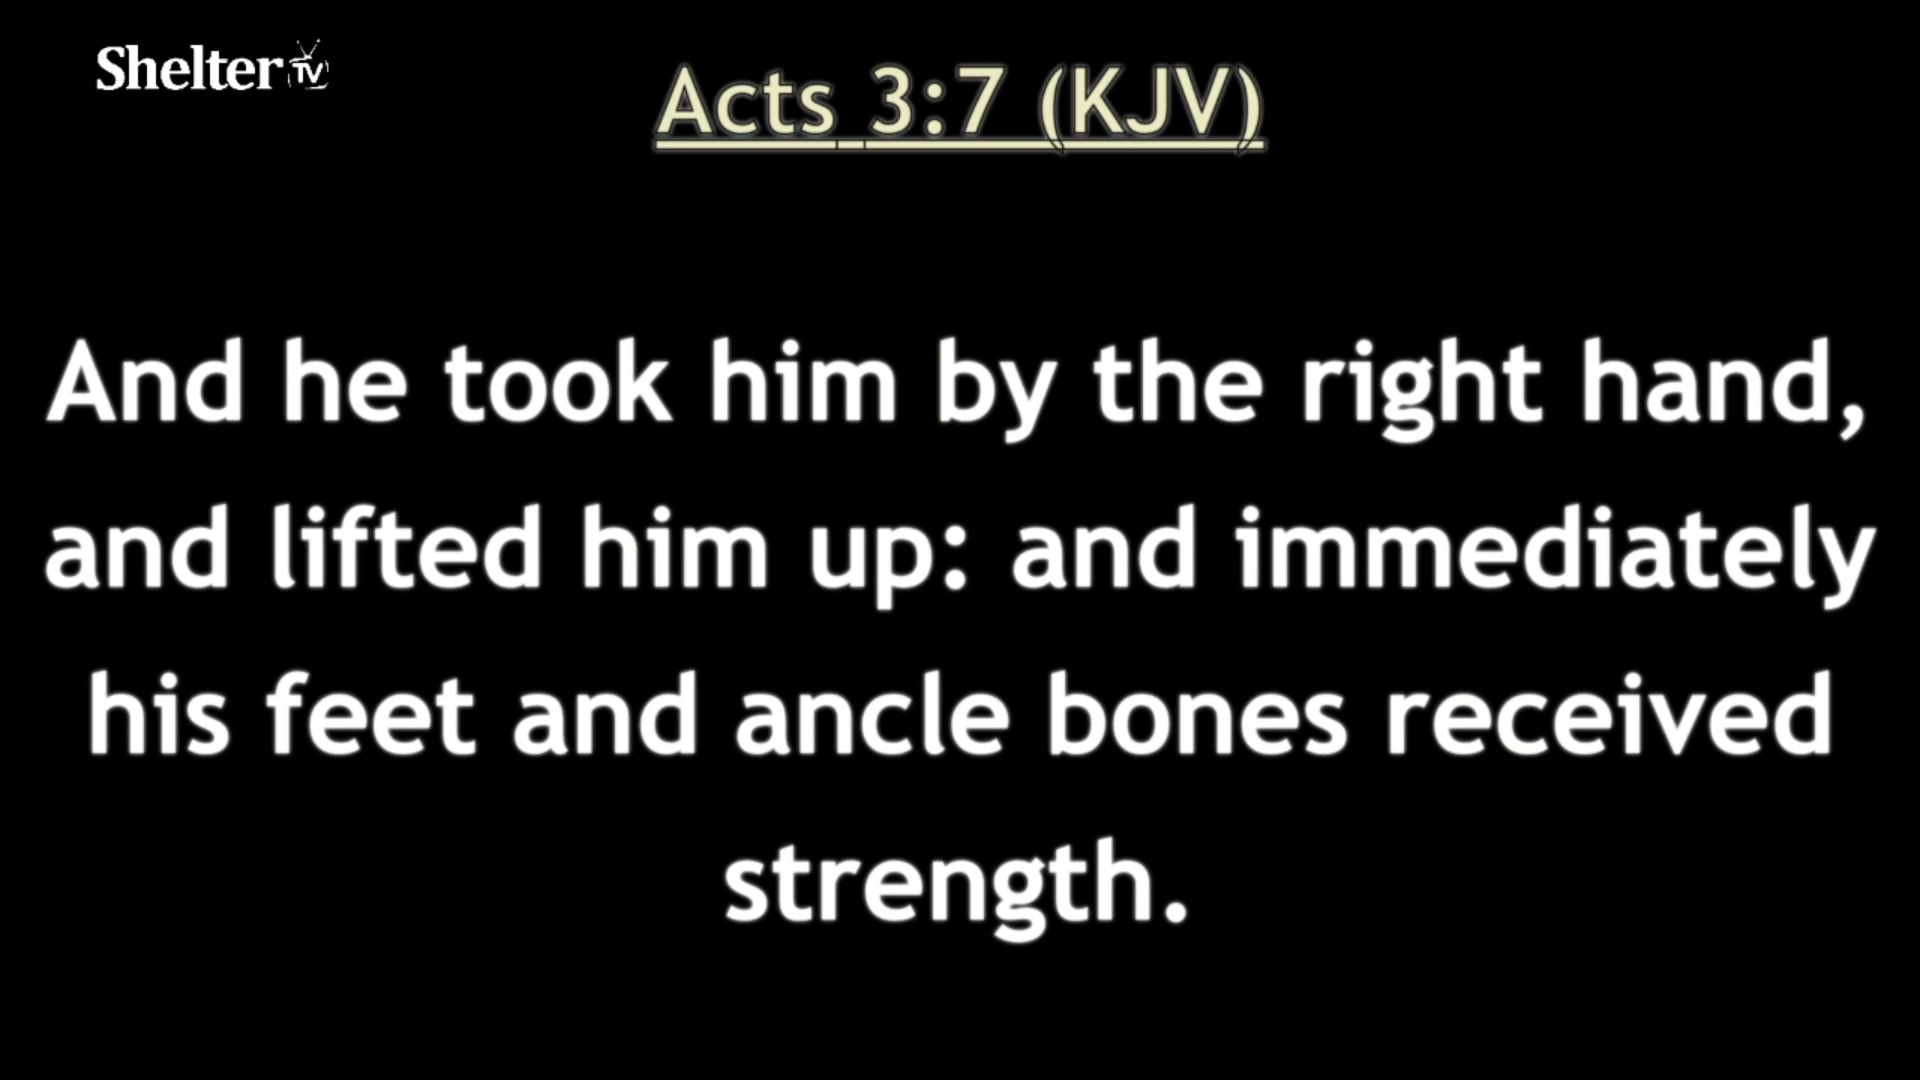 Shelter TV
Acts 3:7 (KJV)
And he took him by the right hand,
and lifted him up: and immediately
his feet and ancle bones received
strength.